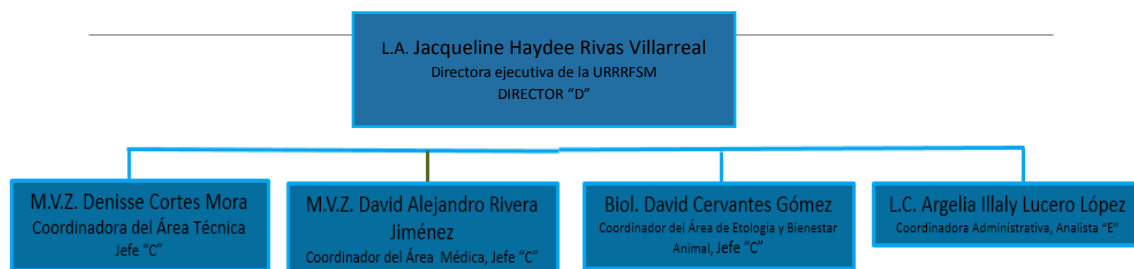 L.A. Jacqueline Haydee Rivas Villarreal
Directora ejecutiva de la URRRFSM
DIRECTOR “D”
M.V.Z. Denisse Cortes Mora
Coordinadora del Área Técnica
Jefe “C”
M.V.Z. David Alejandro Rivera
Jiménez
Coordinador del Área Médica, Jefe “C”
Biol. David Cervantes Gómez
Coordinador del Área de Etología y Bienestar
Animal, Jefe “C”
L.C. Argelia Illaly Lucero López
Coordinadora Administrativa, Analista “E”